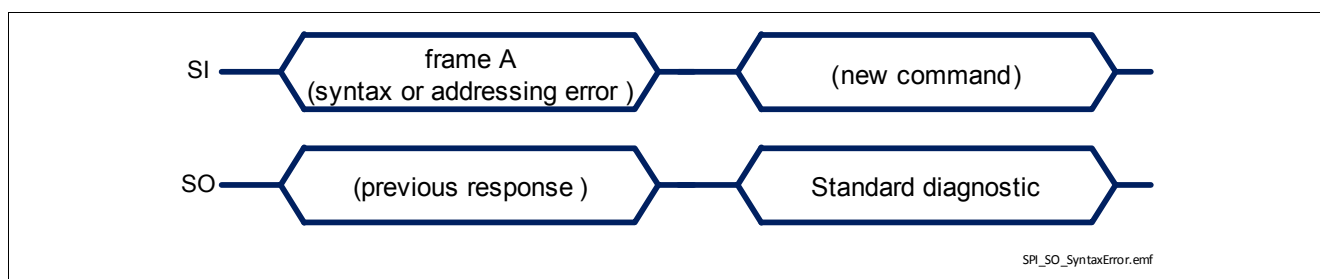 SI
frame A
(syntax or addressing error )
(new command)
SO
(previous response )
Standard diagnostic
SPI_SO_SyntaxError.emf